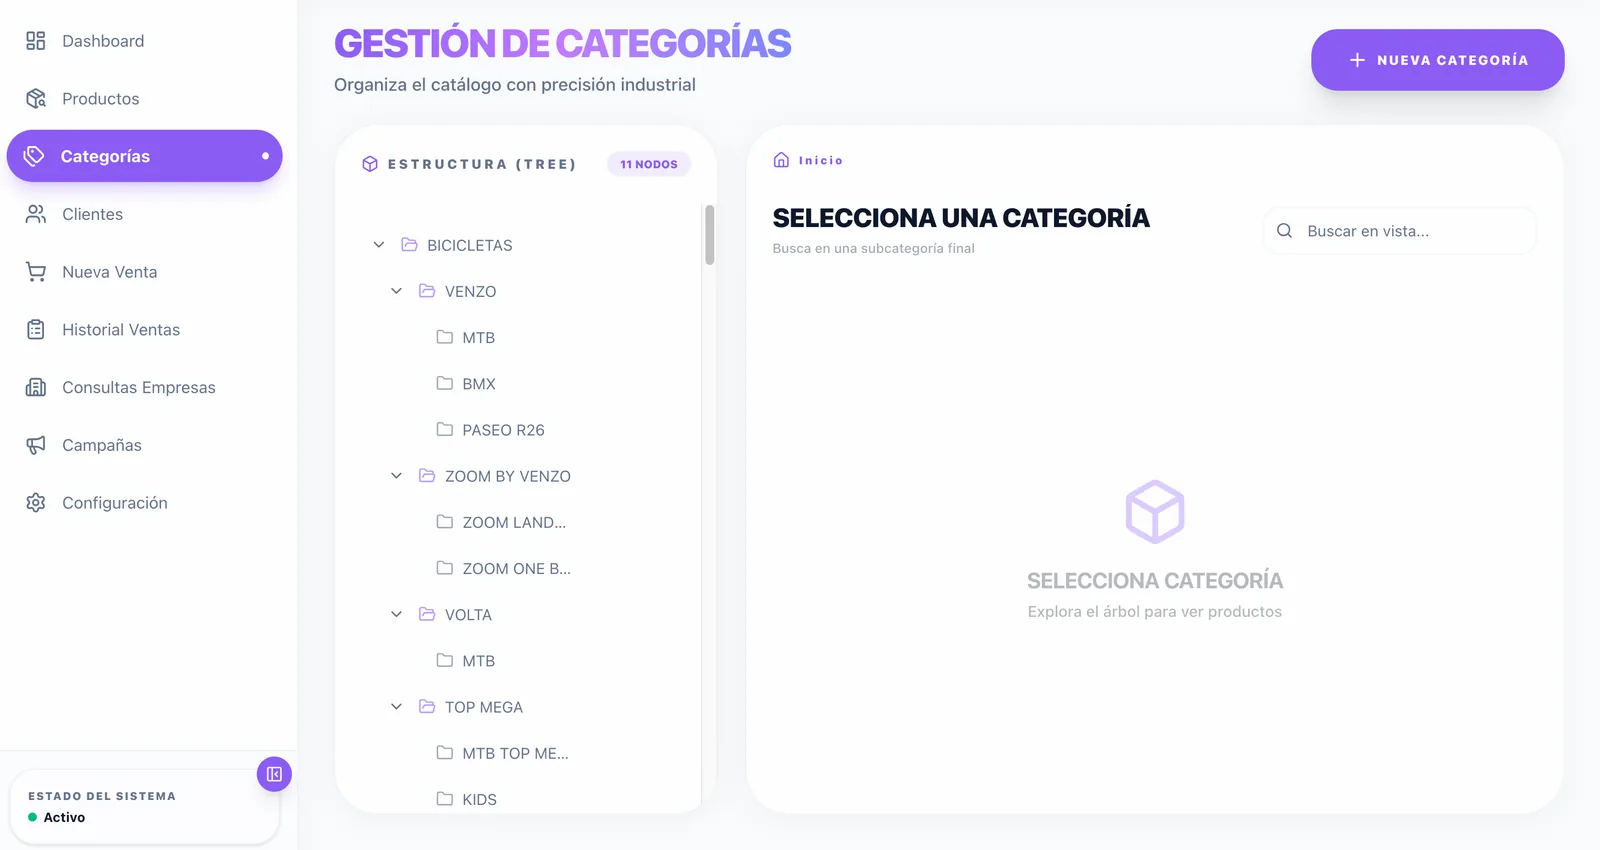 Dashboard
Productos
Categorías
Clientes
Nueva Venta
Historial Ventas
Consultas Empresas
Campañas
Configuración
ESTADO DEL SISTEMA
Activo
GESTIÓN DE CATEGORÍAS
Organiza el catálogo con precisión industrial
NUEVA CATEGORÍA
ESTRUCTURA (TREE)
11 NODOS
BICICLETAS
VENZO
MTB
BMX
PASEO R26
ZOOM BY VENZO
ZOOM LAND...
ZOOM ONE B...
VOLTA
MTB
TOP MEGA
MTB TOP ME...
KIDS
Inicio
SELECCIONA UNA CATEGORÍA
Busca en una subcategoría final
Buscar en vista...
SELECCIONA CATEGORÍA
Explora el árbol para ver productos